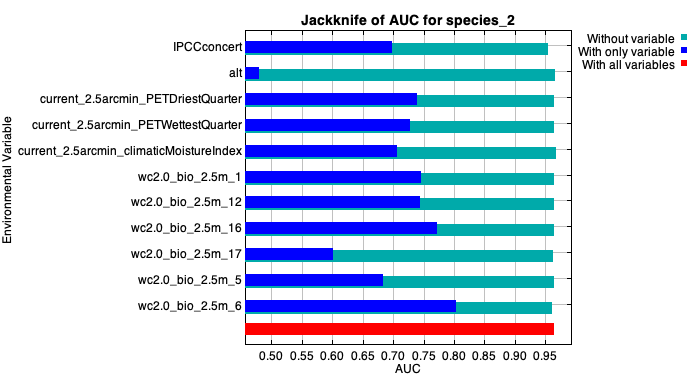 Jackknife of AUC for species_2
Without variable
With only variable
With all variables
Environmental Variable
IPCCconcert
alt
current_2.5arcmin_PETDriestQuarter
current_2.5arcmin_PETWettestQuarter
current_2.5arcmin_climaticMoistureIndex
wc2.0_bio_2.5m_1
wc2.0_bio_2.5m_12
wc2.0_bio_2.5m_16
wc2.0_bio_2.5m_17
wc2.0_bio_2.5m_5
wc2.0_bio_2.5m_6
0.50 0.55 0.60 0.65 0.70 0.75 0.80 0.85 0.90 0.95
AUC